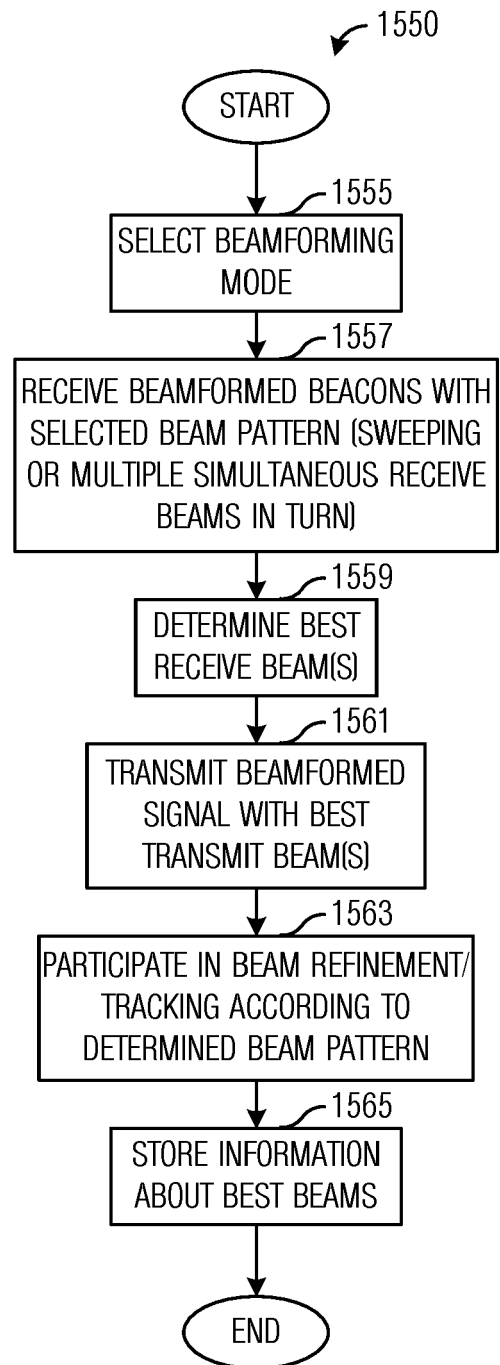 1550
START
1555
SELECT BEAMFORMING
MODE
1557
RECEIVE BEAMFORMED BEACONS WITH
SELECTED BEAM PATTERN (SWEEPING
OR MULTIPLE SIMULTANEOUS RECEIVE
BEAMS IN TURN)
1559
DETERMINE BEST
RECEIVE BEAM(S)
1561
TRANSMIT BEAMFORMED
SIGNAL WITH BEST
TRANSMIT BEAM(S)
1563
PARTICIPATE IN BEAM REFINEMENT/
TRACKING ACCORDING TO
DETERMINED BEAM PATTERN
1565
STORE INFORMATION
ABOUT BEST BEAMS
END